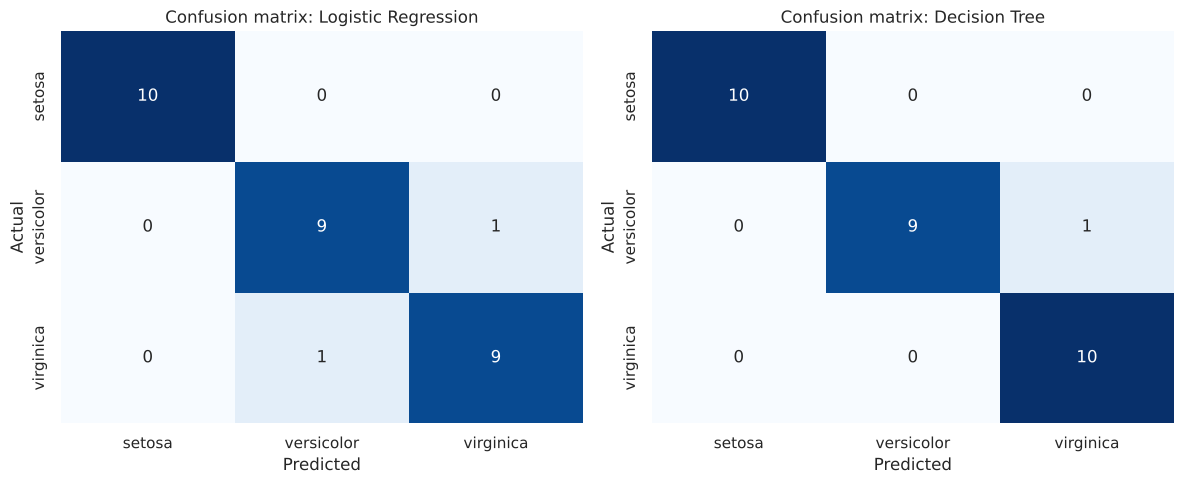 Confusion matrix: Logistic Regression
Actual
setosa
10 0 0
versicolor
0 9 1
virginica
0 1 9
setosa versicolor virginica
Predicted
Confusion matrix: Decision Tree
Actual
setosa
10 0 0
versicolor
0 9 1
virginica
0 0 10
setosa versicolor virginica
Predicted